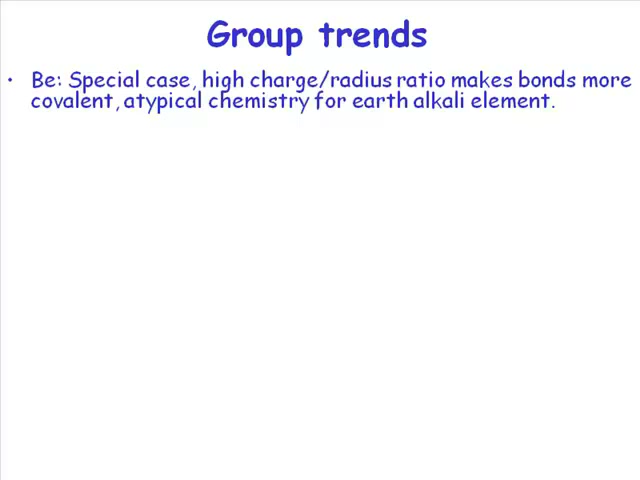 Group trends
• Be: Special case, high charge/radius ratio makes bonds more
covalent, atypical chemistry for earth alkali element.